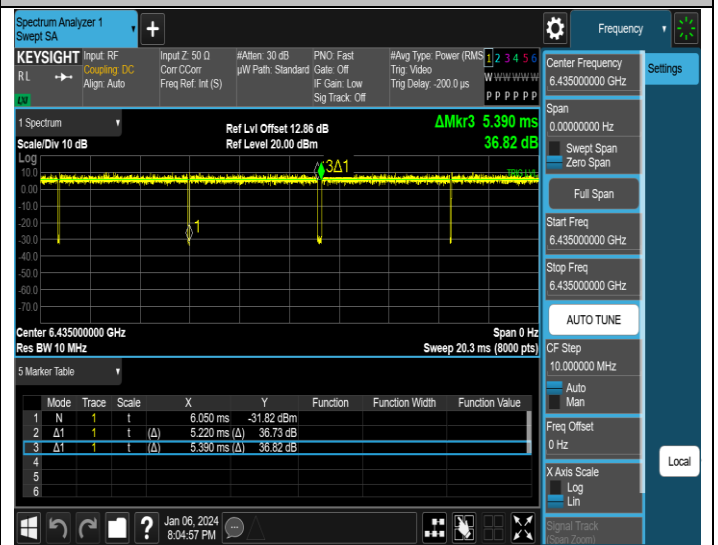 Spectrum Analyzer 1
Swept SA
+
Frequency
KEYSIGHT
RL
LXI
Input: RF
Coupling: DC
Align: Auto
Input Z: 50 Ω
Corr CCorr
Freq Ref: Int (S)
#Atten: 30 dB
µW Path: Standard
PNO: Fast
Gate: Off
IF Gain: Low
Sig Track: Off
#Avg Type: Power (RMS
Trig: Video
Trig Delay: -200.0 µs
1 2 3 4 5 6
W W W W W W
P P P P P P
1 Spectrum
Scale/Div 10 dB
Ref Lvl Offset 12.86 dB
Ref Level 20.00 dBm
ΔMkr3 5.390 ms
36.82 dB
Log
10.0
0.00
-10.0
-20.0
-30.0
-40.0
-50.0
-60.0
-70.0
3Δ1
TRIG LVL
1
Center 6.435000000 GHz
Res BW 10 MHz
Span 0 Hz
Sweep 20.3 ms (8000 pts)
5 Marker Table
Mode Trace Scale X Y Function Function Width Function Value
1 N 1 t 6.050 ms -31.82 dBm
2 Δ1 1 t (Δ) 5.220 ms (Δ) 36.73 dB
3 Δ1 1 t (Δ) 5.390 ms (Δ) 36.82 dB
4
5
6
?
Jan 06, 2024
8:04:57 PM
Center Frequency
6.435000000 GHz
Span
0.00000000 Hz
Swept Span
Zero Span
Full Span
Start Freq
6.435000000 GHz
Stop Freq
6.435000000 GHz
AUTO TUNE
CF Step
10.000000 MHz
Auto
Man
Freq Offset
0 Hz
X Axis Scale
Log
Lin
Signal Track
(Span Zoom)
Settings
Local